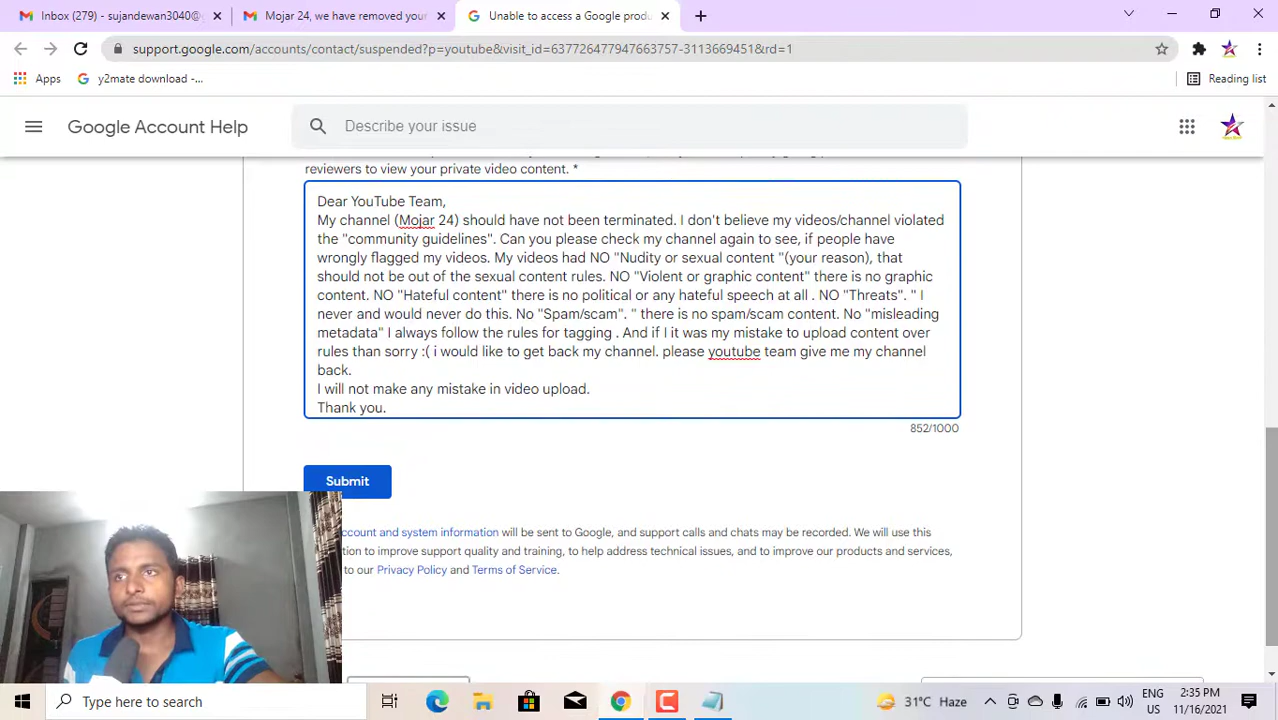 Inbox (279) - sujandewan3040@
Mojar 24, we have removed your
Unable to access a Google produ
support.google.com/accounts/contact/suspended?p=youtube&visit_id=637726477947663757-3113669451&rd=1
Apps
y2mate download -...
Reading list
Google Account Help
Describe your issue
reviewers to view your private video content. *
Dear YouTube Team,
My channel (Mojar 24) should have not been terminated. I don't believe my videos/channel violated
the "community guidelines". Can you please check my channel again to see, if people have
wrongly flagged my videos. My videos had NO "Nudity or sexual content "(your reason), that
should not be out of the sexual content rules. NO "Violent or graphic content" there is no graphic
content. NO "Hateful content" there is no political or any hateful speech at all . NO "Threats". " I
never and would never do this. No "Spam/scam". " there is no spam/scam content. No "misleading
metadata" I always follow the rules for tagging . And if I it was my mistake to upload content over
rules than sorry :( i would like to get back my channel. please youtube team give me my channel
back.
I will not make any mistake in video upload.
Thank you.
852/1000
Submit
ccount and system information will be sent to Google, and support calls and chats may be recorded. We will use this
tion to improve support quality and training, to help address technical issues, and to improve our products and services,
to our Privacy Policy and Terms of Service.
Type here to search
31°C Haze
ENG
US
2:35 PM
11/16/2021